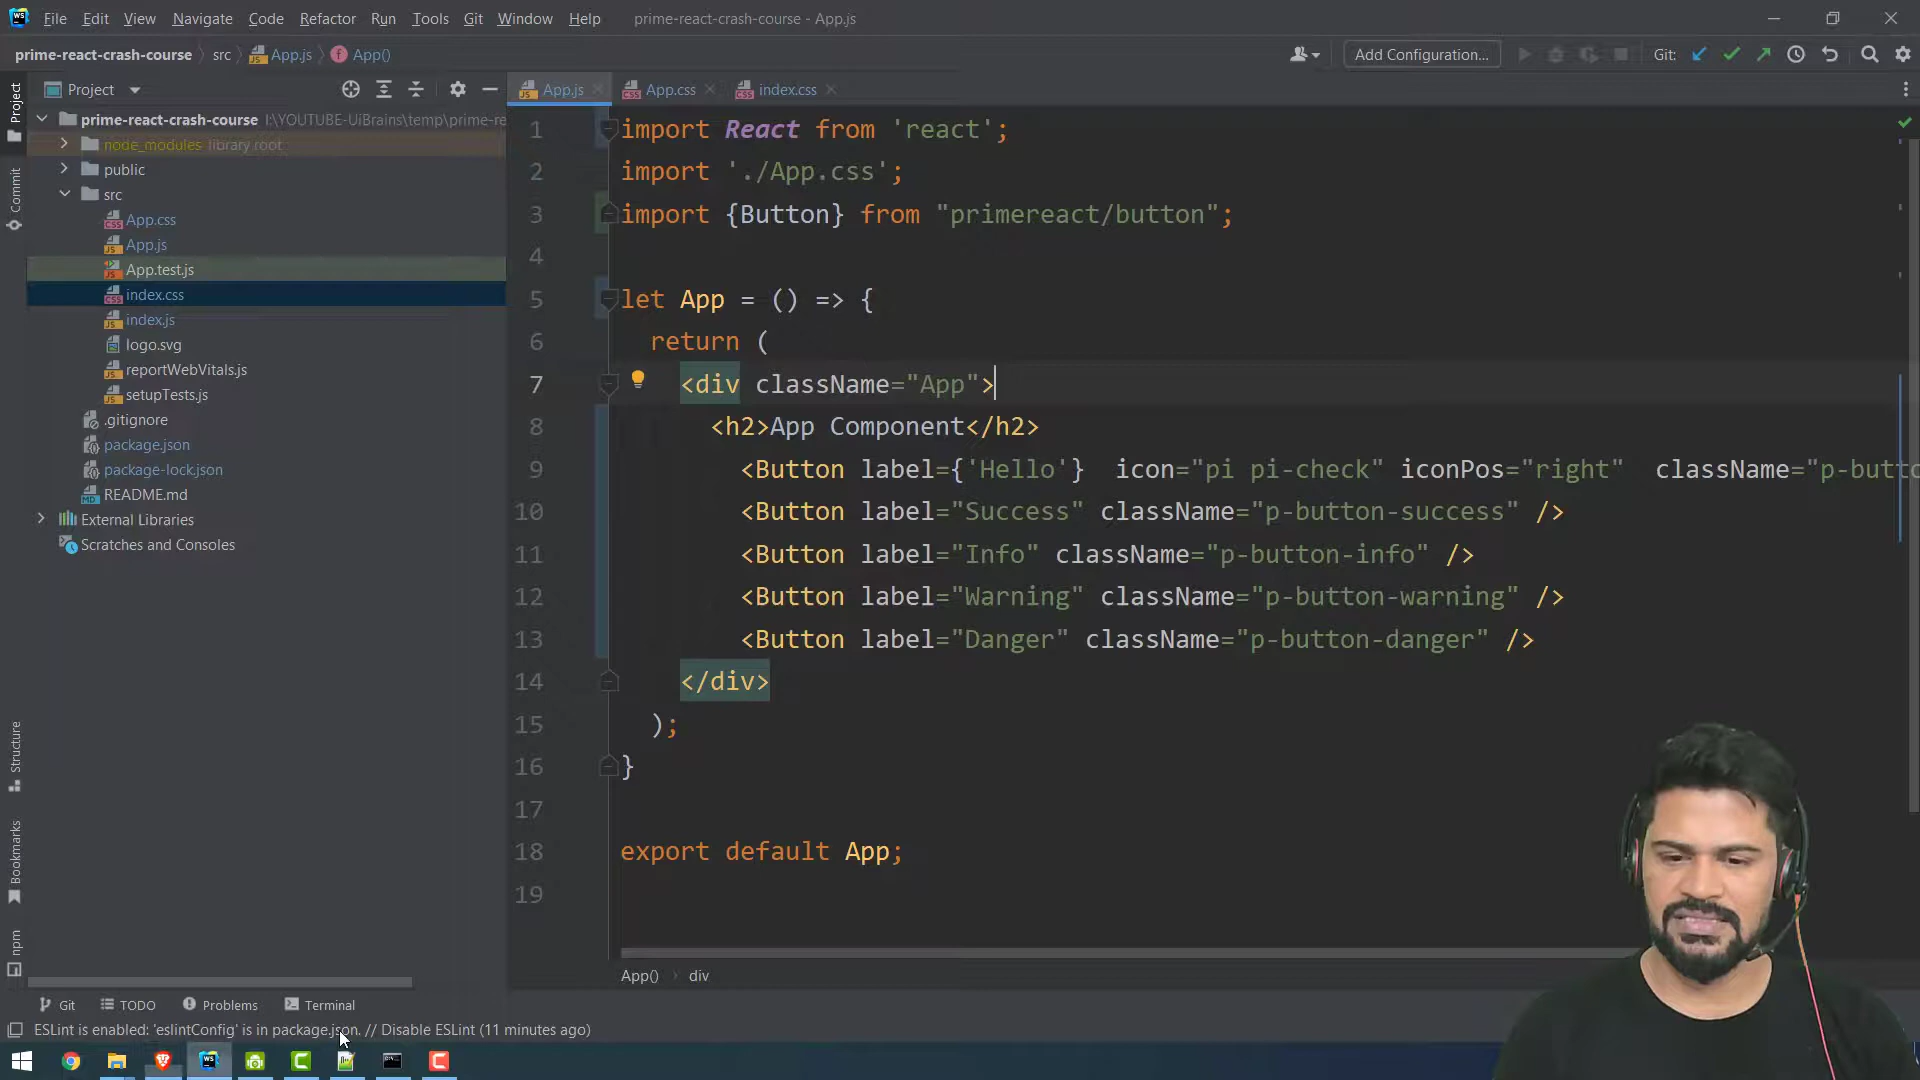 File Edit View Navigate Code Refactor Run Tools Git Window Help prime-react-crash-course - App.js
prime-react-crash-course src App.js App() Add Configuration... Git:
Project
App.js App.css index.css
prime-react-crash-course I:\YOUTUBE-UiBrains\temp\prime-re
node_modules library root
public
src
App.css
App.js
App.test.js
index.css
index.js
logo.svg
reportWebVitals.js
setupTests.js
.gitignore
package.json
package-lock.json
README.md
External Libraries
Scratches and Consoles
Project
Commit
Structure
Bookmarks
npm
1 import React from 'react';
2 import './App.css';
3 import {Button} from "primereact/button";
4
5 let App = () => {
6 return (
7 <div className="App">
8 <h2>App Component</h2>
9 <Button label={'Hello'} icon="pi pi-check" iconPos="right" className="p-butto
10 <Button label="Success" className="p-button-success" />
11 <Button label="Info" className="p-button-info" />
12 <Button label="Warning" className="p-button-warning" />
13 <Button label="Danger" className="p-button-danger" />
14 </div>
15 );
16 }
17
18 export default App;
19
App() div
Git TODO Problems Terminal
ESLint is enabled: 'eslintConfig' is in package.json. // Disable ESLint (11 minutes ago)